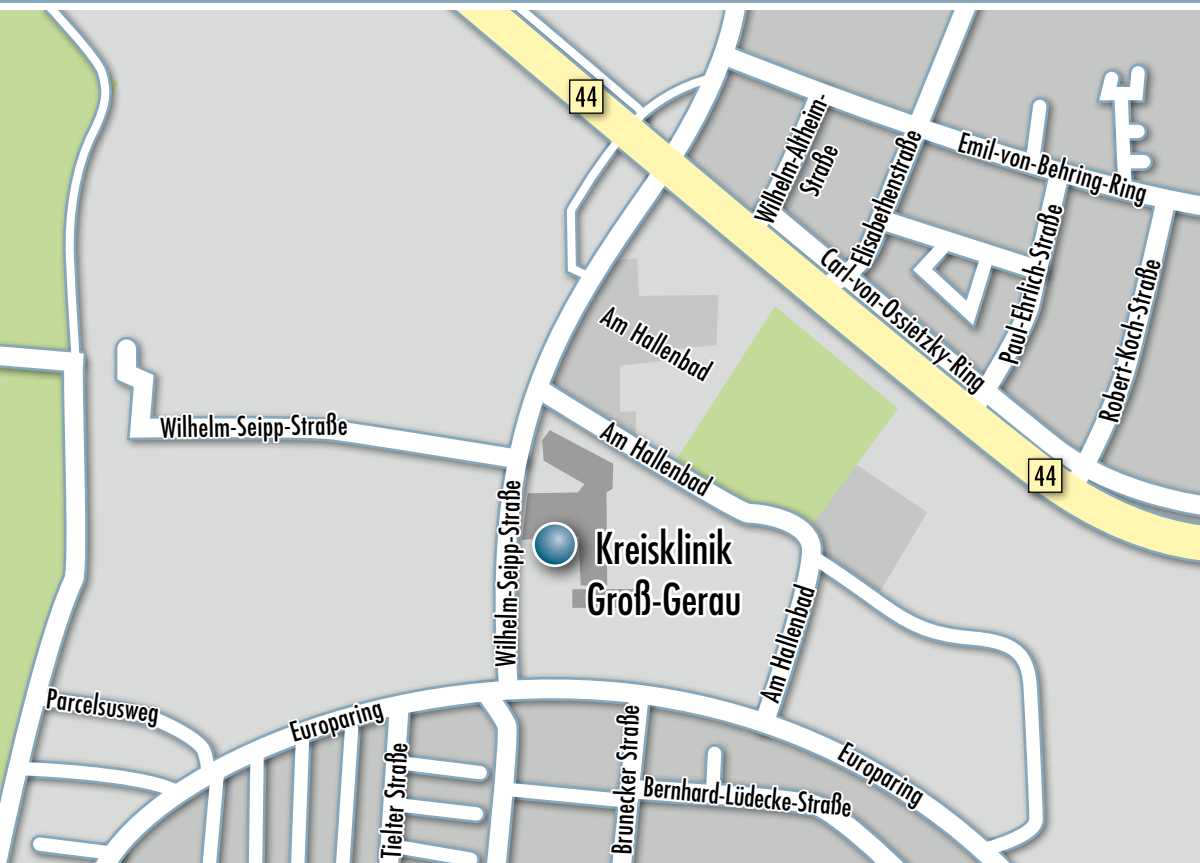 44
Wilhelm-Altheim-
Straße
Elisabethenstraße
Emil-von-Behring-Ring
Paul-Ehrlich-Straße
Robert-Koch-Straße
Carl-von-Ossietzky-Ring
Am Hallenbad
Wilhelm-Seipp-Straße
Am Hallenbad
44
Wilhelm-Seipp-Straße
Kreisklinik
Groß-Gerau
Am Hallenbad
Parcelsusweg
Europaring
Tielter Straße
Brunecker Straße
Bernhard-Lüdecke-Straße
Europaring